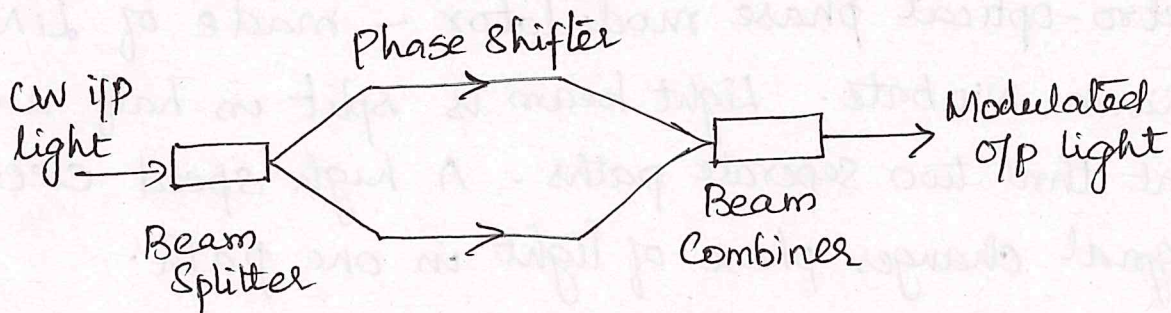 Phase Shifter
CW i/p
light
Beam
Splitter
Beam
Combiner
Modulated
o/p light